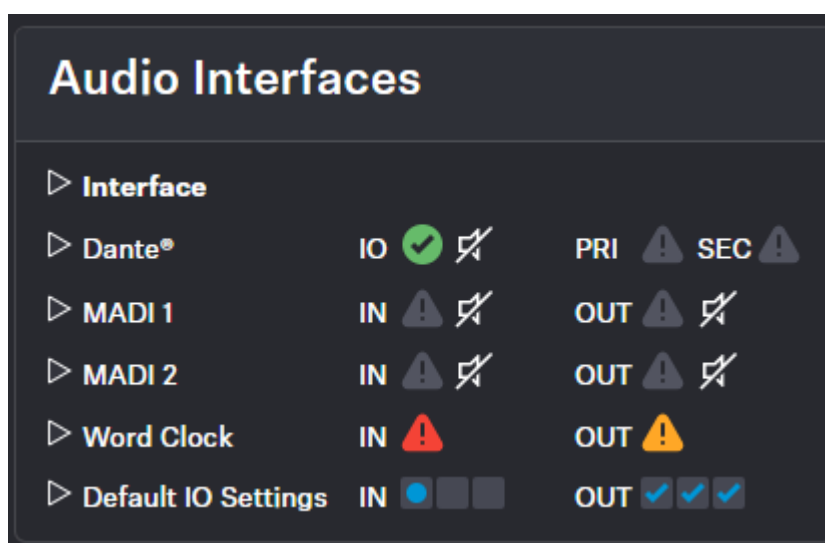 Audio Interfaces
Interface
Dante® IO PRI SEC
MADI 1 IN OUT
MADI 2 IN OUT
Word Clock IN OUT
Default IO Settings IN OUT